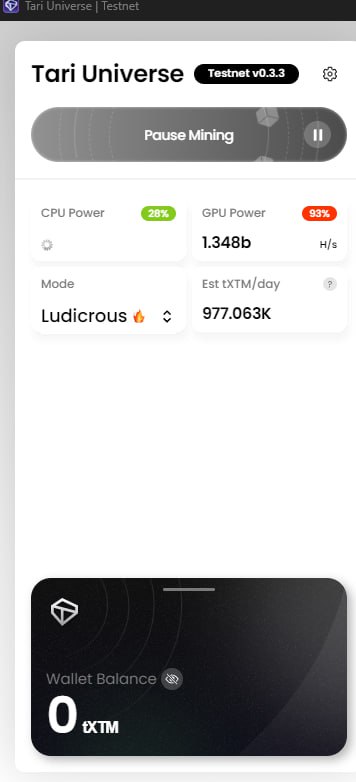 Tari Universe | Testnet
Tari Universe Testnet v0.3.3
Pause Mining
CPU Power 28% GPU Power 93%
1.348b H/s
Mode Est tXTM/day ?
Ludicrous 977.063K
Wallet Balance
0 tXTM